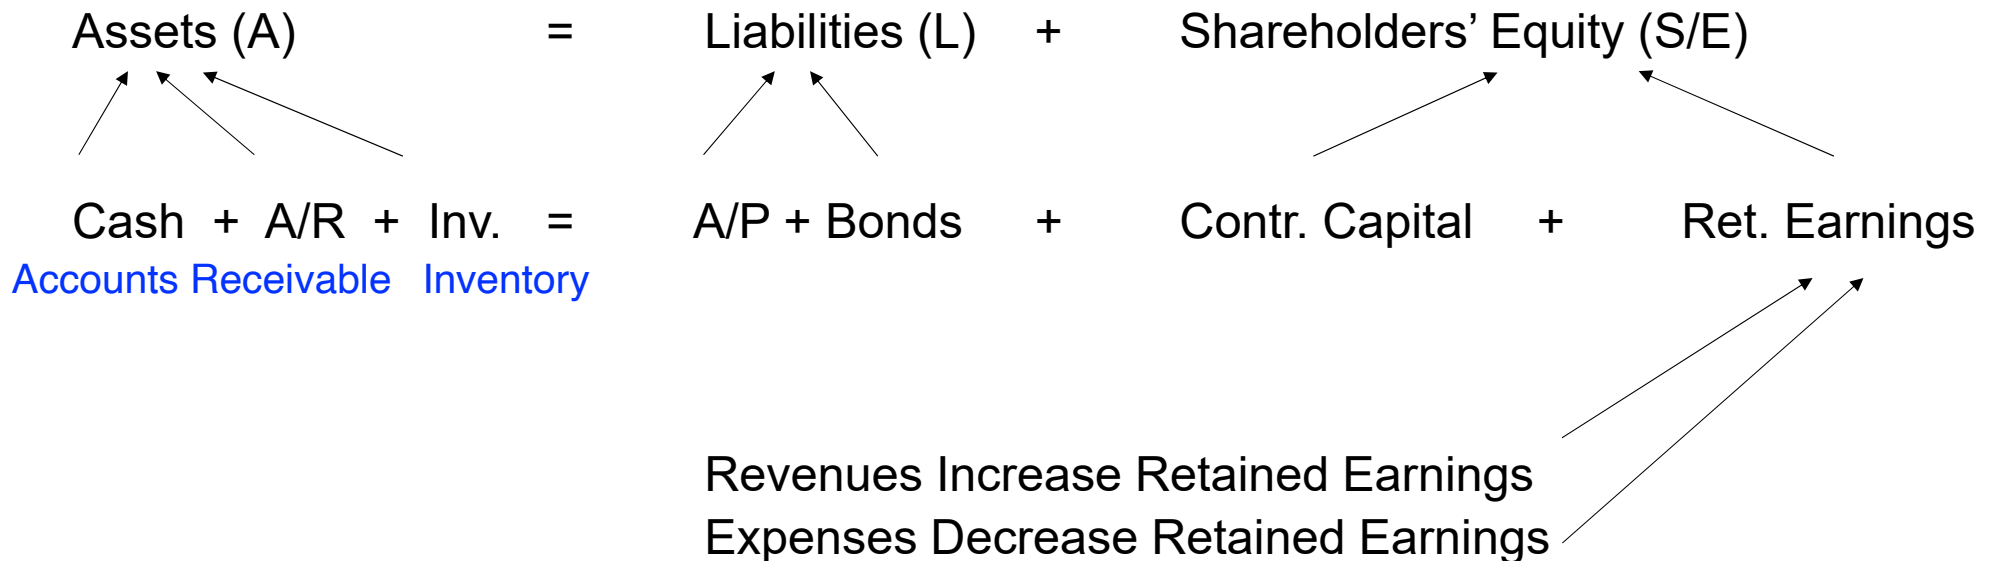 Assets (A) = Liabilities (L) + Shareholders’ Equity (S/E)
Cash + A/R + Inv. = A/P + Bonds + Contr. Capital + Ret. Earnings
Accounts Receivable Inventory
Revenues Increase Retained Earnings
Expenses Decrease Retained Earnings